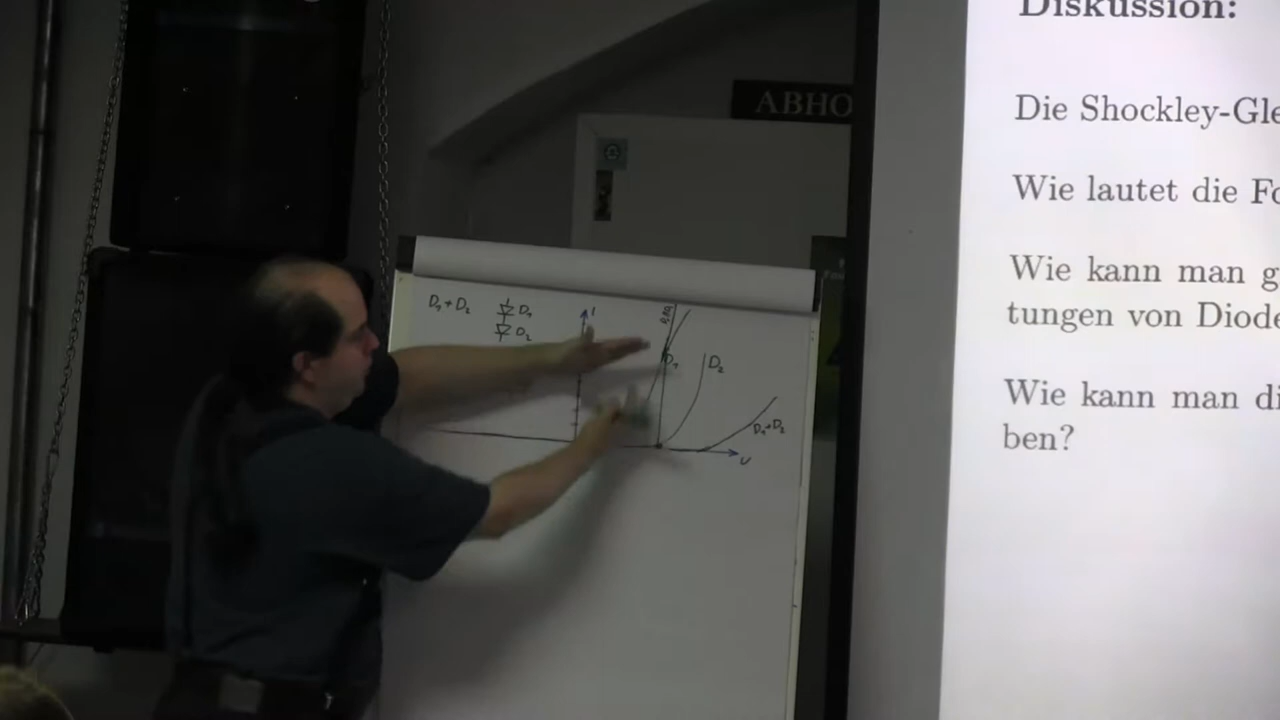 Diskussion:
Die Shockley-Gle
Wie lautet die Fo
Wie kann man g
tungen von Diode
Wie kann man di
ben?
ABHO
D₁+D₂
D₁
D₂
I
D₁
D₂
D₁+D₂
U